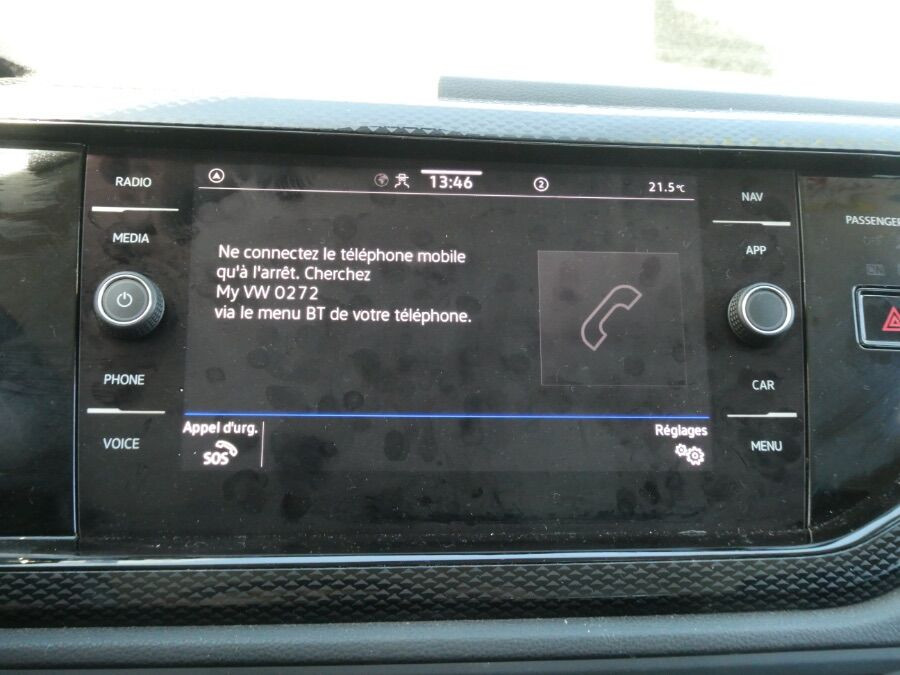 RADIO
MEDIA
PHONE
VOICE
13:46
2
21.5°C
Ne connectez le téléphone mobile
qu'à l'arrêt. Cherchez
My VW 0272
via le menu BT de votre téléphone.
Appel d'urg.
SOS
Réglages
NAV
APP
CAR
MENU
PASSENGER